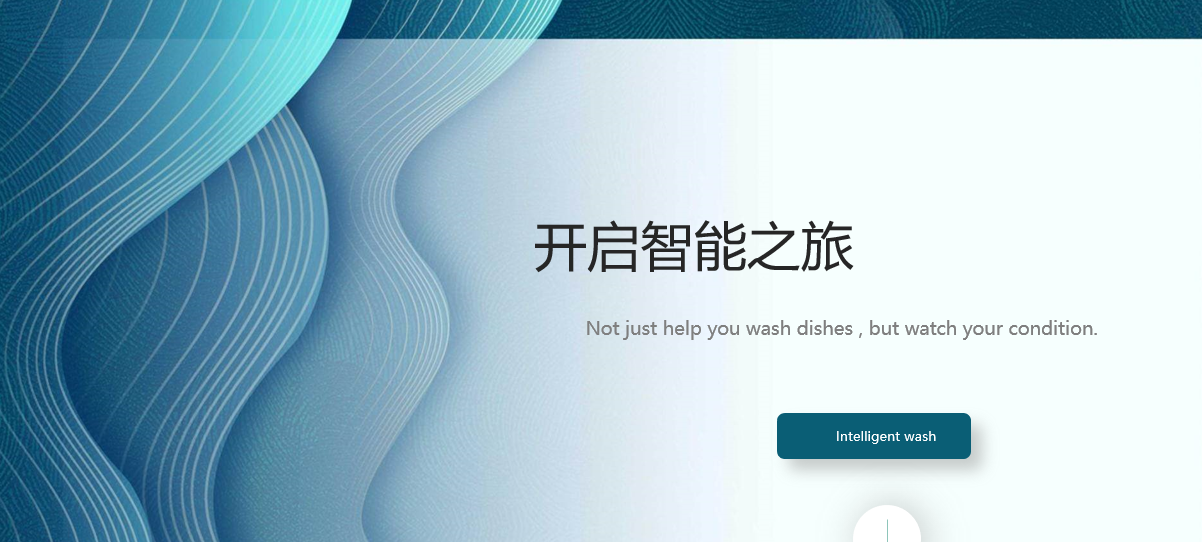 开启智能之旅
Not just help you wash dishes , but watch your condition.
Intelligent wash